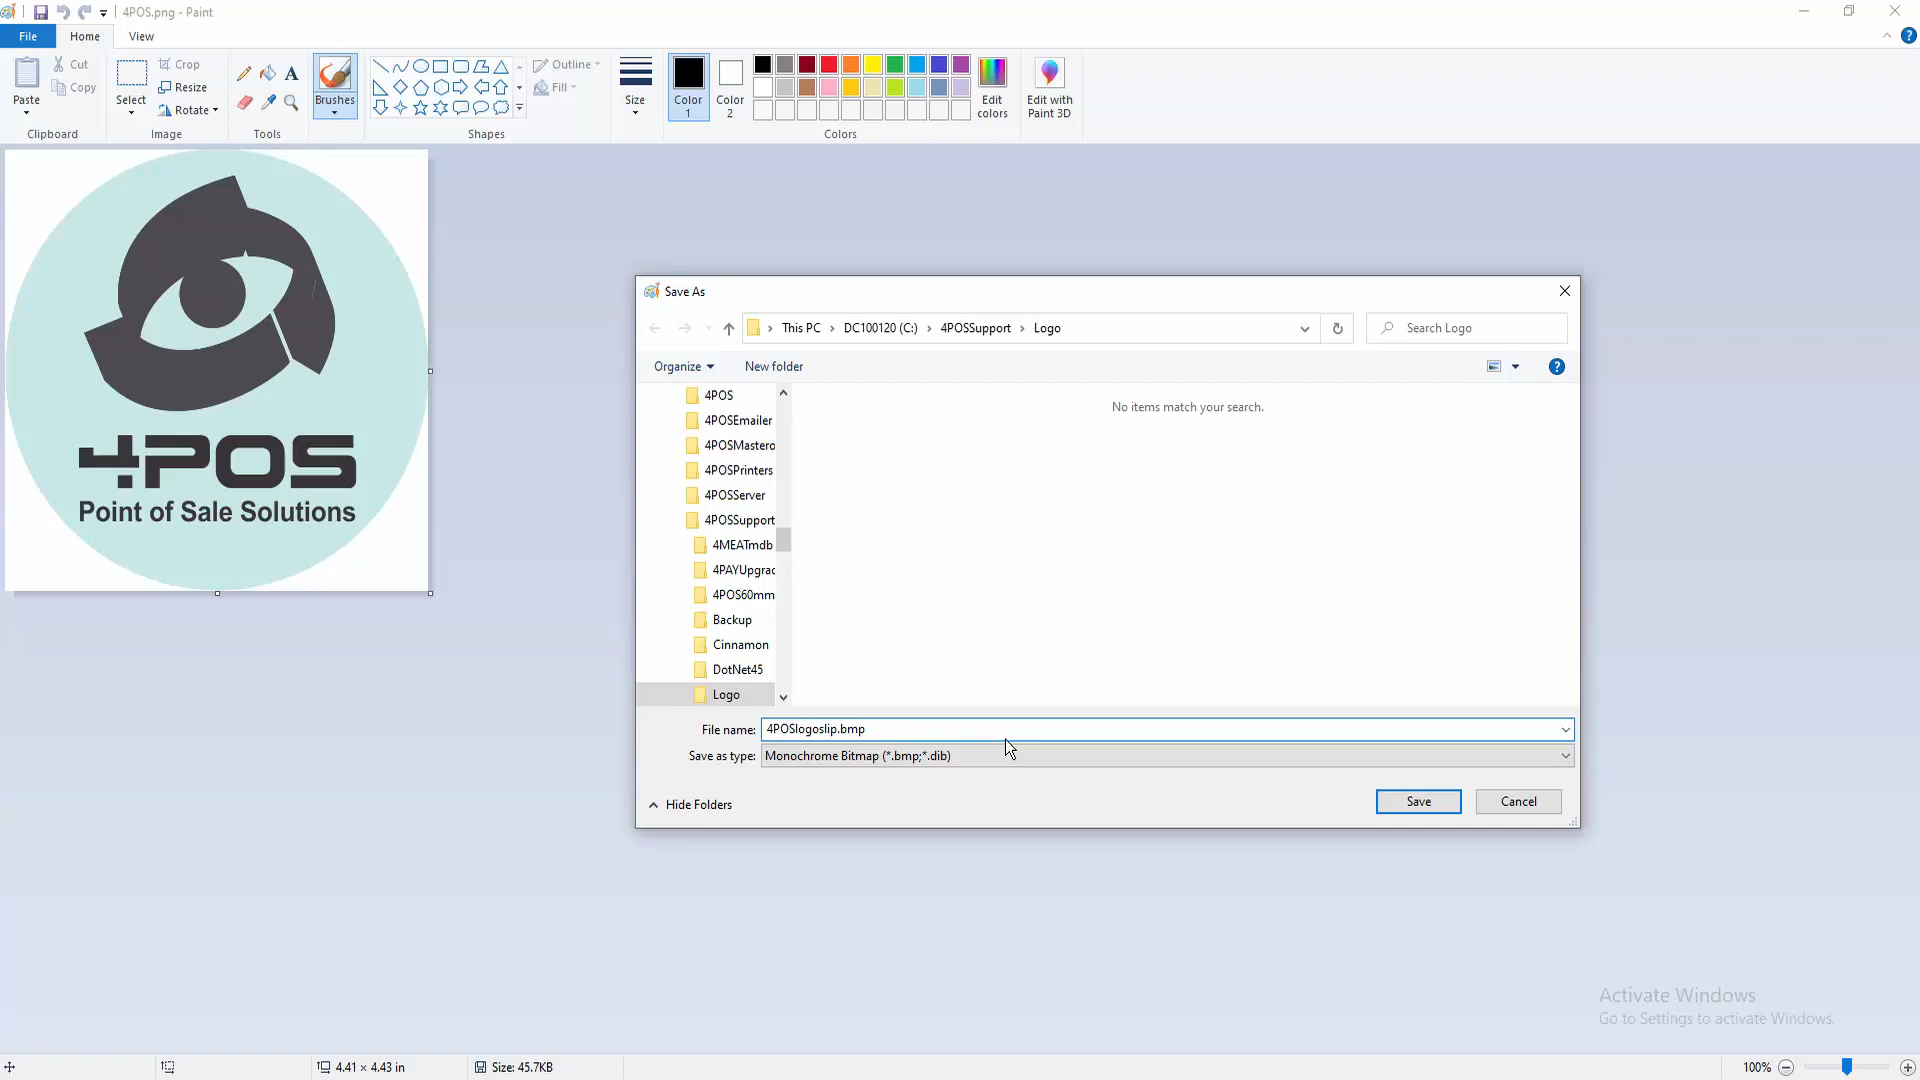 4POS.png - Paint
File
Home
View
Paste
Cut
Copy
Clipboard
Select
Crop
Resize
Rotate
Image
A
Tools
Brushes
Shapes
Outline
Fill
Size
Color
1
Color
2
Edit
colors
Colors
Edit with
Paint 3D
4POS
Point of Sale Solutions
Save As
This PC > DC100120 (C:) > 4POSSupport > Logo
Search Logo
Organize
New folder
4POS
4POSEmailer
4POSMastero
4POSPrinters
4POSServer
4POSSupport
4MEATmdb
4PAYUpgrad
4POS60mm
Backup
Cinnamon
DotNet45
Logo
No items match your search.
File name: 4POSlogoslip.bmp
Save as type: Monochrome Bitmap (*.bmp;*.dib)
Hide Folders
Save
Cancel
Activate Windows
Go to Settings to activate Windows.
4.41 × 4.43 in
Size: 45.7KB
100%